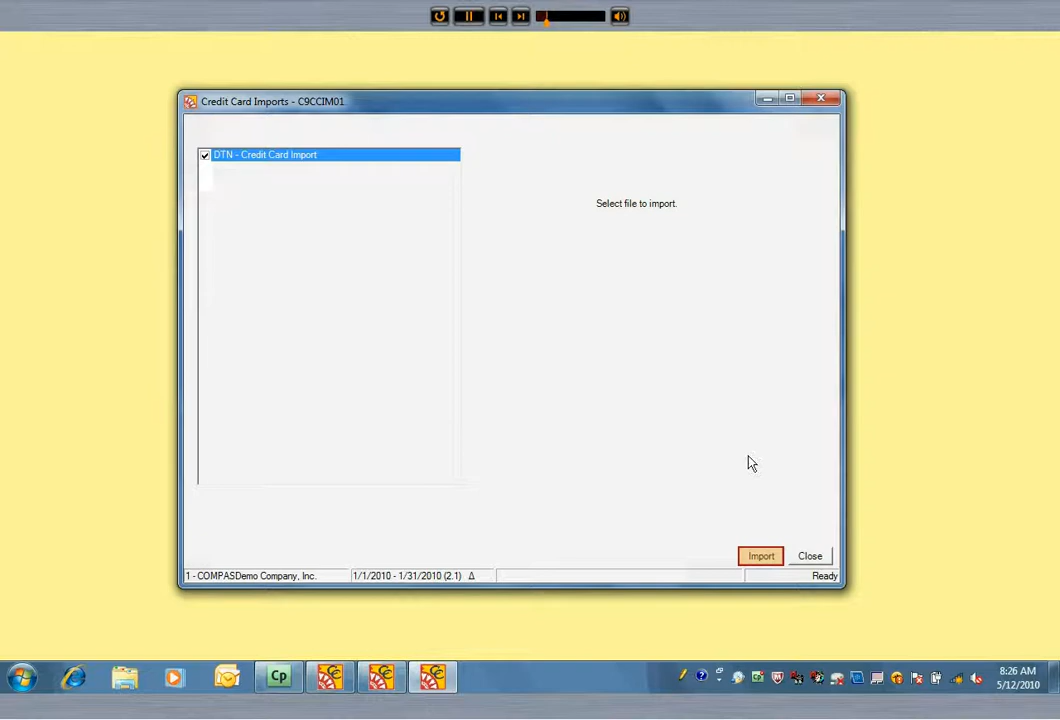 Credit Card Imports - C9CCIM01
DTN - Credit Card Import
Select file to import.
Import Close
1 - COMPASDemo Company, Inc. 1/1/2010 - 1/31/2010 (2.1) Δ Ready
Cp
8:26 AM
5/12/2010